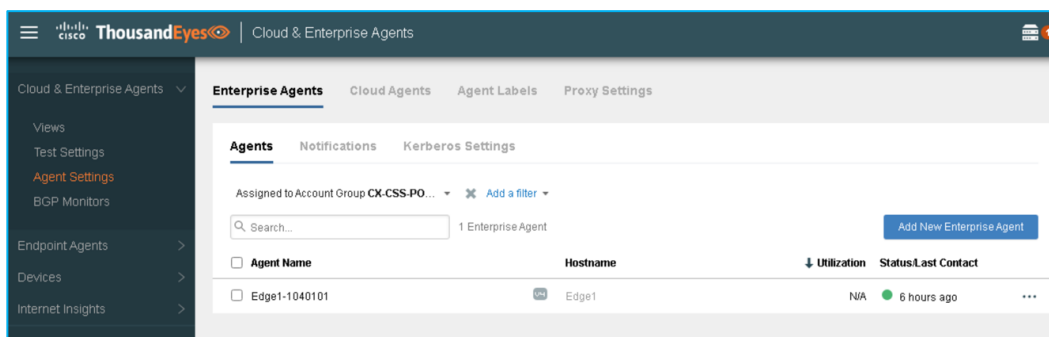 cisco ThousandEyes Cloud & Enterprise Agents
Cloud & Enterprise Agents
Views
Test Settings
Agent Settings
BGP Monitors
Endpoint Agents
Devices
Internet Insights
Enterprise Agents Cloud Agents Agent Labels Proxy Settings
Agents Notifications Kerberos Settings
Assigned to Account Group CX-CSS-PO... Add a filter
Search... 1 Enterprise Agent Add New Enterprise Agent
Agent Name Hostname Utilization Status/Last Contact
Edge1-1040101 Edge1 N/A 6 hours ago